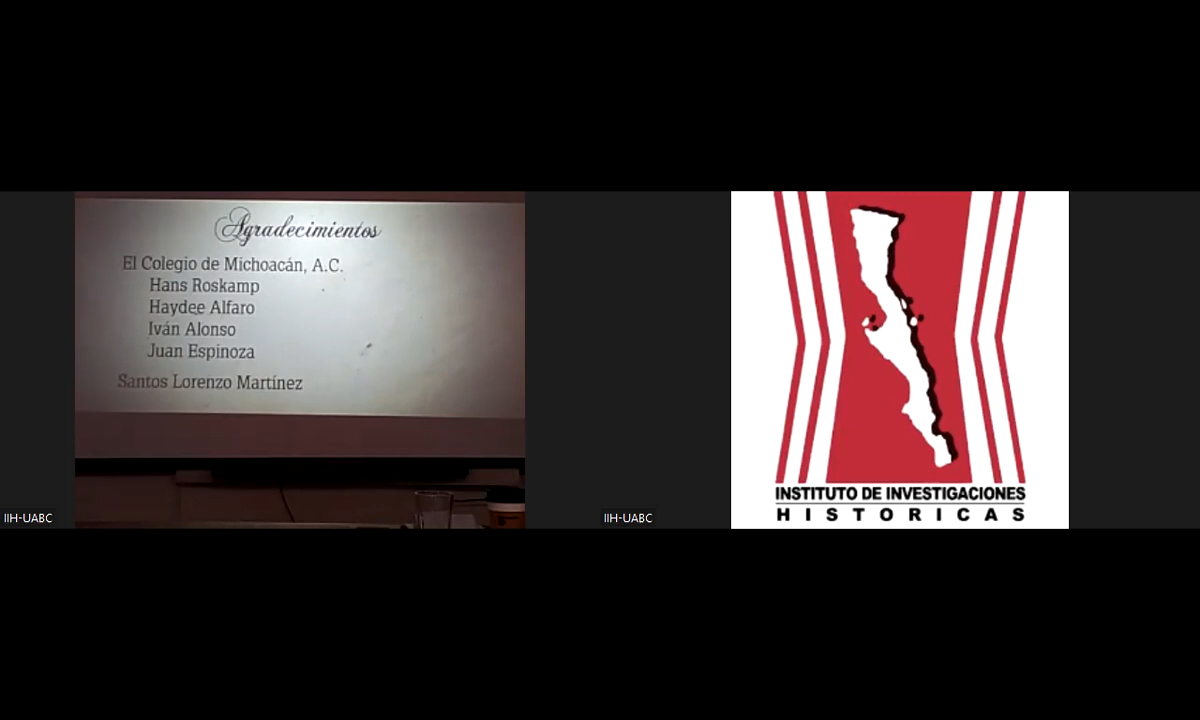 Agradecimientos
El Colegio de Michoacán, A.C.
Hans Roskamp
Haydee Alfaro
Iván Alonso
Juan Espinoza
Santos Lorenzo Martínez
IIH-UABC
INSTITUTO DE INVESTIGACIONES
HISTORICAS
IIH-UABC